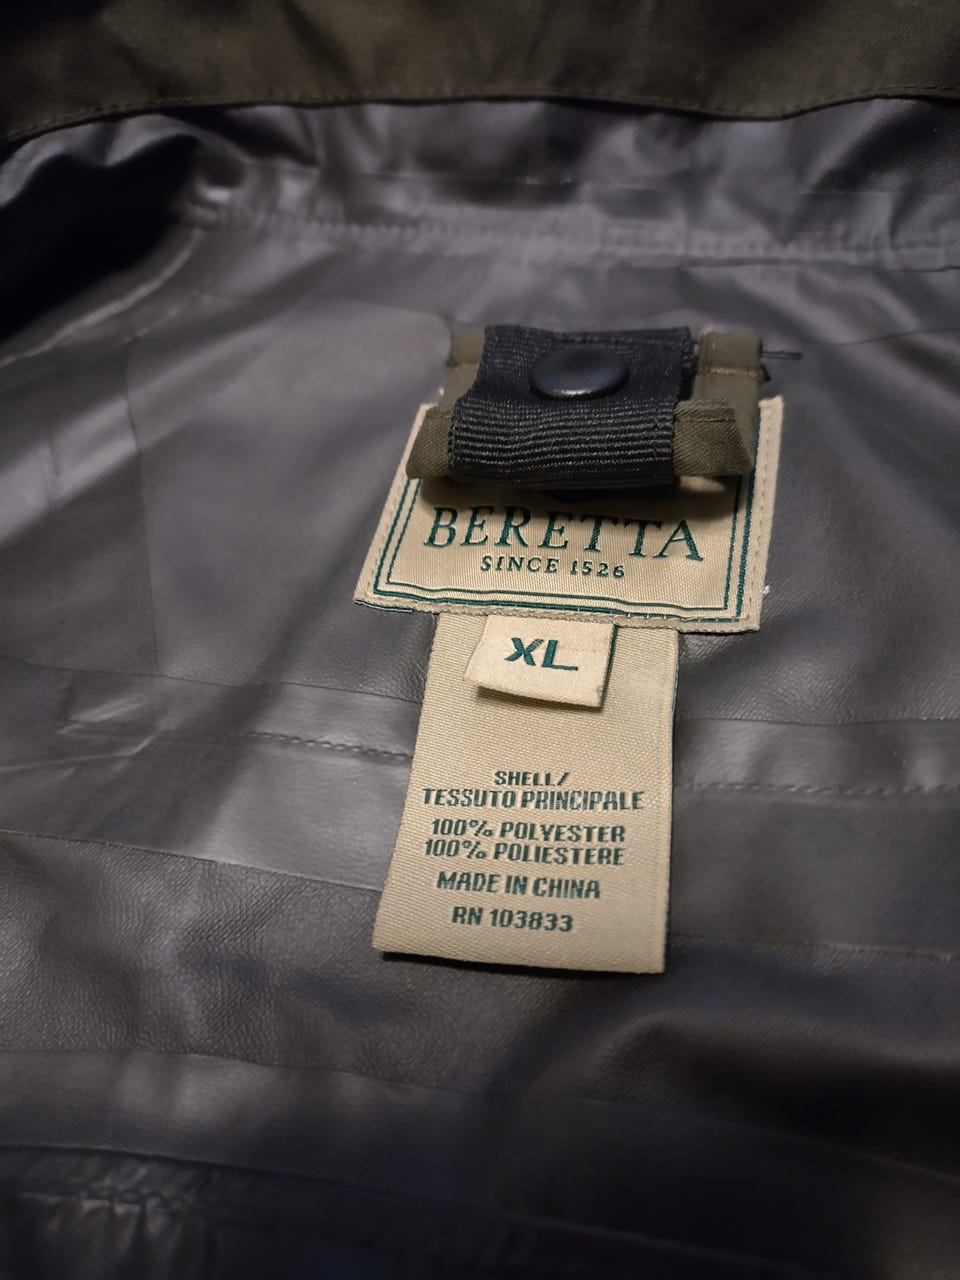 BERETTA
SINCE 1526
XL
SHELL/
TESSUTO PRINCIPALE
100% POLYESTER
100% POLIESTERE
MADE IN CHINA
RN 103833